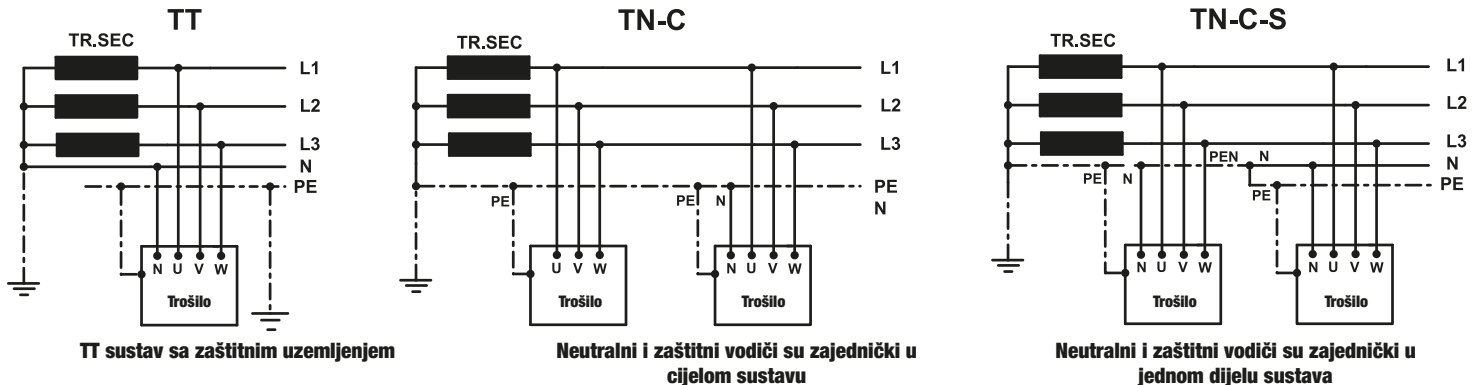 TT
TR.SEC
L1
L2
L3
N
PE
N U V W
Trošilo
TT sustav sa zaštitnim uzemljenjem
TN-C
TR.SEC
L1
L2
L3
PE
N
PE
PE N
U V W
N U V W
Trošilo
Trošilo
Neutralni i zaštitni vodiči su zajednički u
cijelom sustavu
TN-C-S
TR.SEC
L1
L2
L3
PEN N
N
PE N
PE
PE
N U V W
N U V W
Trošilo
Trošilo
Neutralni i zaštitni vodiči su zajednički u
jednom dijelu sustava